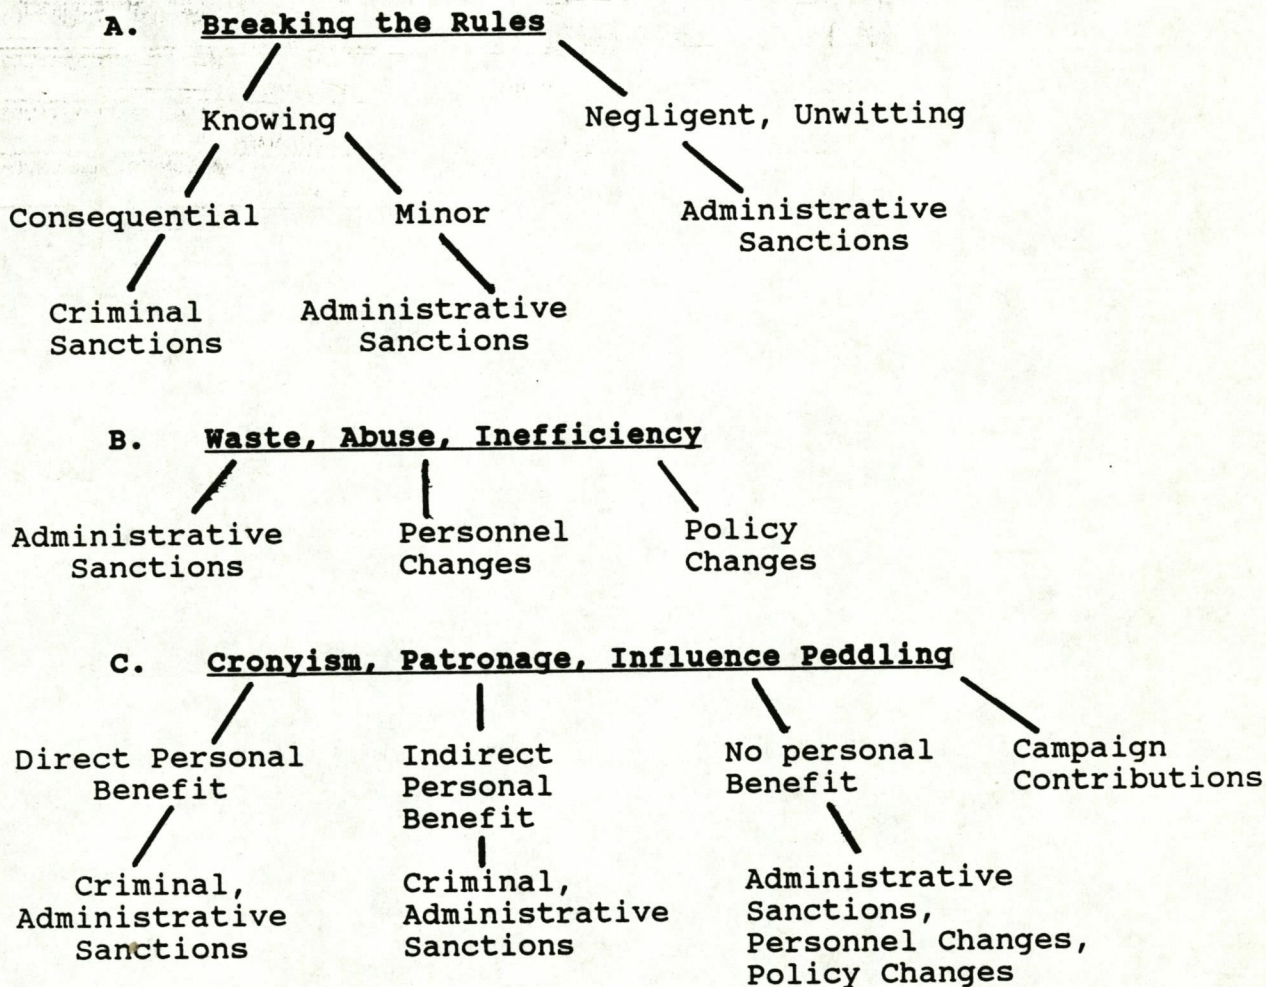 A. Breaking the Rules
Knowing
Negligent, Unwitting
Consequential
Minor
Administrative
Sanctions
Criminal
Sanctions
Administrative
Sanctions
B. Waste, Abuse, Inefficiency
Administrative
Sanctions
Personnel
Changes
Policy
Changes
C. Cronyism, Patronage, Influence Peddling
Direct Personal
Benefit
Indirect
Personal
Benefit
No personal
Benefit
Campaign
Contributions
Criminal,
Administrative
Sanctions
Criminal,
Administrative
Sanctions
Administrative
Sanctions,
Personnel Changes,
Policy Changes